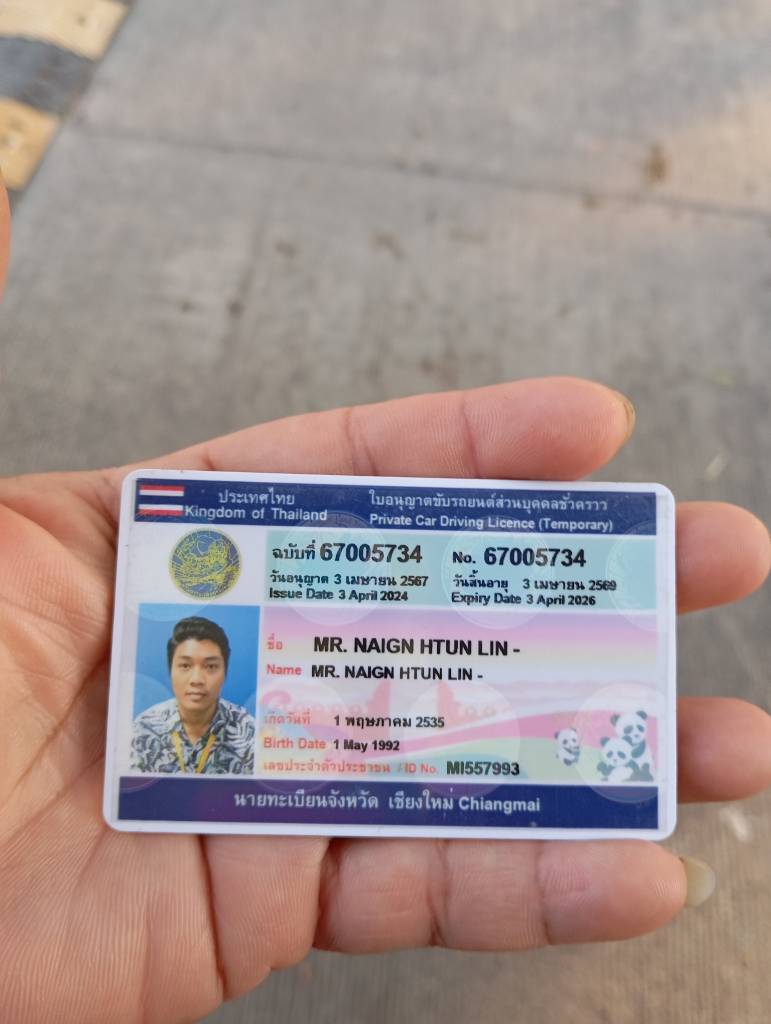 ประเทศไทย
Kingdom of Thailand
ใบอนุญาตขับรถยนต์ส่วนบุคคลชั่วคราว
Private Car Driving Licence (Temporary)
ฉบับที่ 67005734
No. 67005734
วันอนุญาต 3 เมษายน 2567
วันสิ้นอายุ 3 เมษายน 2569
Issue Date 3 April 2024
Expiry Date 3 April 2026
ชื่อ MR. NAIGN HTUN LIN -
Name MR. NAIGN HTUN LIN -
เกิดวันที่ 1 พฤษภาคม 2535
Birth Date 1 May 1992
เลขประจำตัวประชาชน / ID No. MI557993
นายทะเบียนจังหวัด เชียงใหม่ Chiangmai